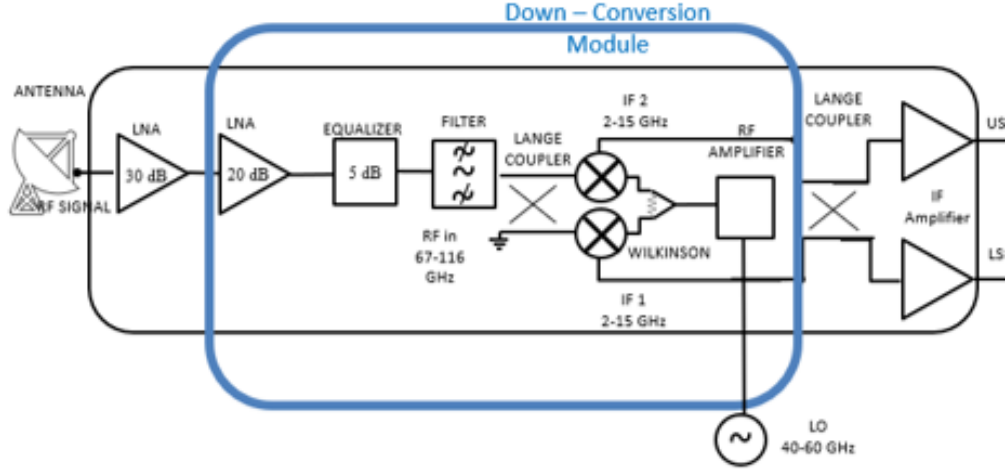 Down – Conversion
Module
ANTENNA
LNA
LNA
EQUALIZER
FILTER
LANGE
COUPLER
IF 2
2-15 GHz
RF
AMPLIFIER
LANGE
COUPLER
US
30 dB
20 dB
5 dB
RF SIGNAL
RF in
67-116
GHz
WILKINSON
IF
Amplifier
LS
IF 1
2-15 GHz
LO
40-60 GHz